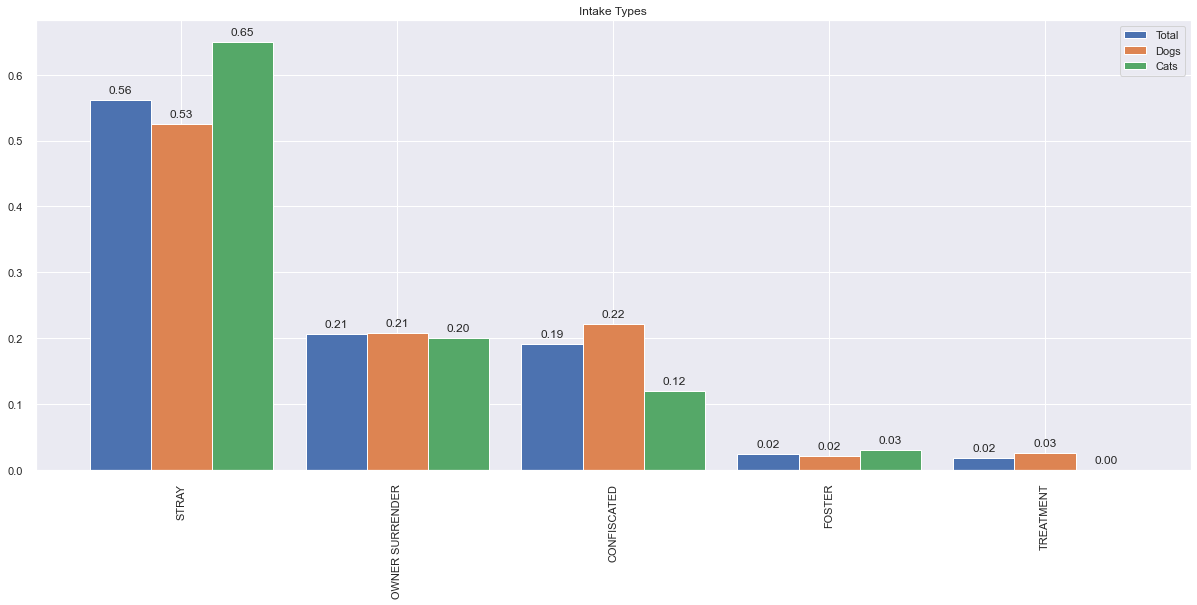 Intake Types
Total
Dogs
Cats
0.6
0.5
0.4
0.3
0.2
0.1
0.0
0.56
0.53
0.65
0.21
0.21
0.20
0.19
0.22
0.12
0.02
0.02
0.03
0.02
0.03
0.00
STRAY
OWNER SURRENDER
CONFISCATED
FOSTER
TREATMENT